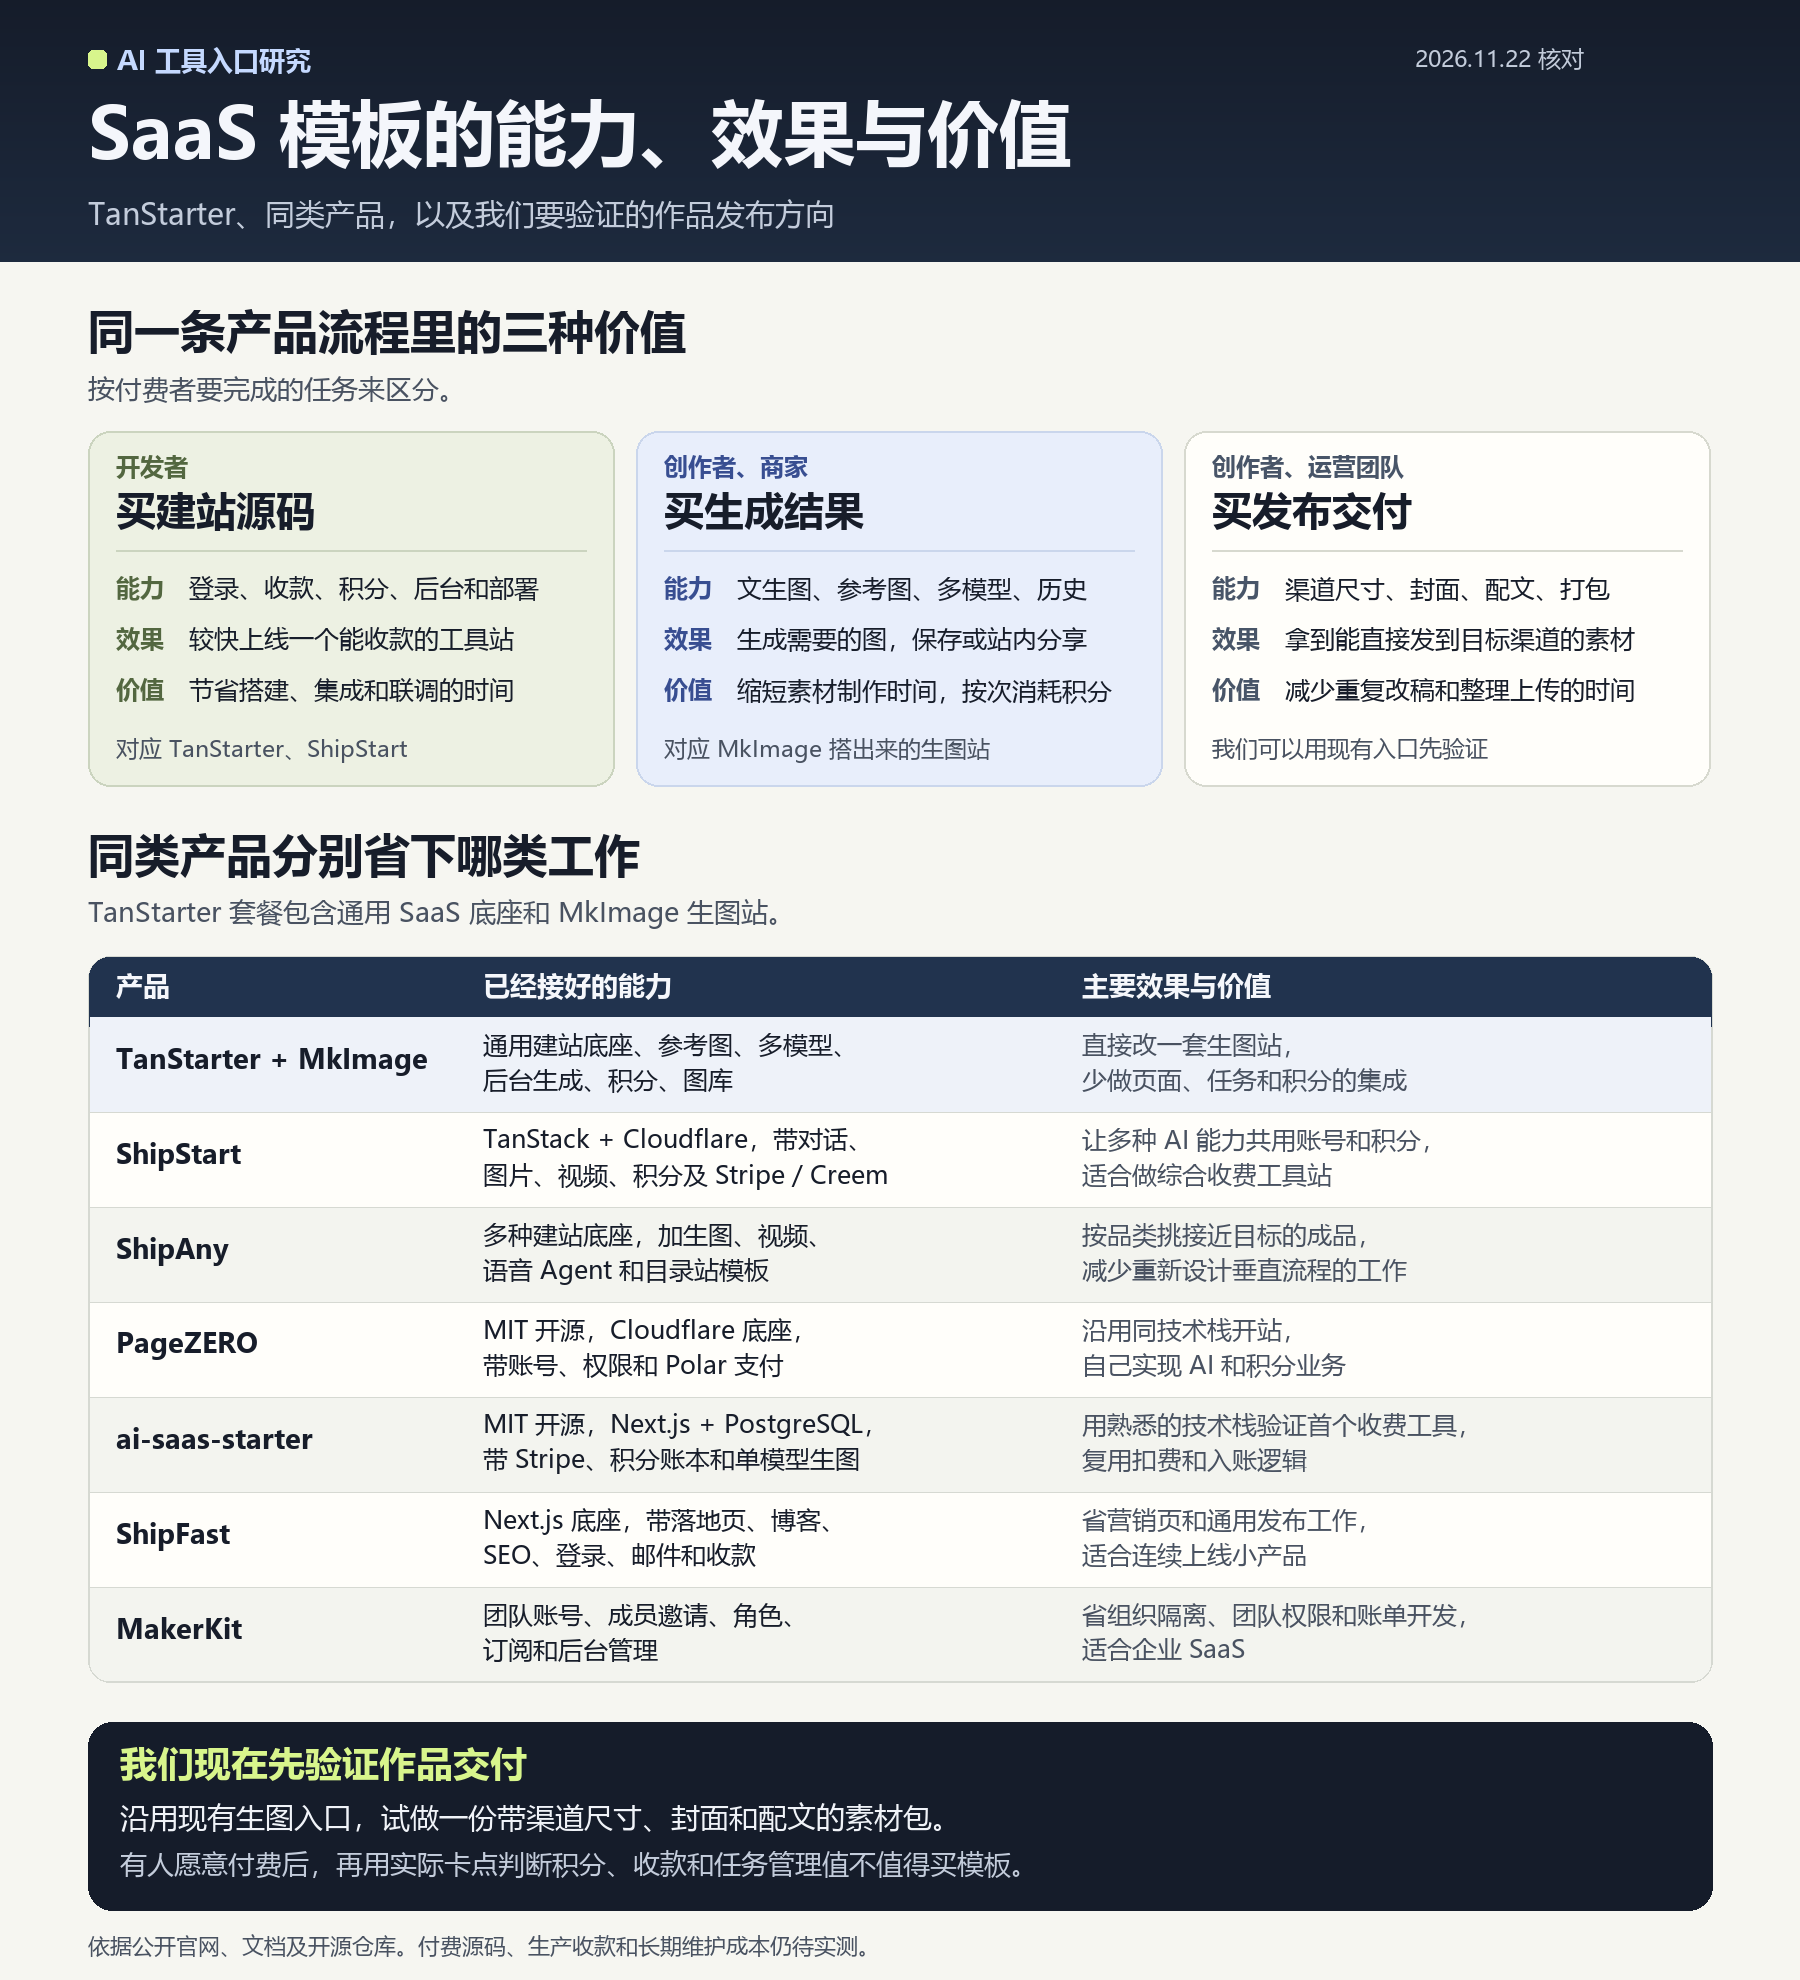 AI 工具入口研究
2026.11.22 核对
SaaS 模板的能力、效果与价值
TanStarter、同类产品，以及我们要验证的作品发布方向
同一条产品流程里的三种价值
按付费者要完成的任务来区分。
开发者
买建站源码
能力 登录、收款、积分、后台和部署
效果 较快上线一个能收款的工具站
价值 节省搭建、集成和联调的时间
对应 TanStarter、ShipStart
创作者、商家
买生成结果
能力 文生图、参考图、多模型、历史
效果 生成需要的图，保存或站内分享
价值 缩短素材制作时间，按次消耗积分
对应 MkImage 搭出来的生图站
创作者、运营团队
买发布交付
能力 渠道尺寸、封面、配文、打包
效果 拿到能直接发到目标渠道的素材
价值 减少重复改稿和整理上传的时间
我们可以用现有入口先验证
同类产品分别省下哪类工作
TanStarter 套餐包含通用 SaaS 底座和 MkImage 生图站。
产品 已经接好的能力 主要效果与价值
TanStarter + MkImage
通用建站底座、参考图、多模型、
后台生成、积分、图库
直接改一套生图站，
少做页面、任务和积分的集成
ShipStart
TanStack + Cloudflare，带对话、
图片、视频、积分及 Stripe / Creem
让多种 AI 能力共用账号和积分，
适合做综合收费工具站
ShipAny
多种建站底座，加生图、视频、
语音 Agent 和目录站模板
按品类挑接近目标的成品，
减少重新设计垂直流程的工作
PageZERO
MIT 开源，Cloudflare 底座，
带账号、权限和 Polar 支付
沿用同技术栈开站，
自己实现 AI 和积分业务
ai-saas-starter
MIT 开源，Next.js + PostgreSQL，
带 Stripe、积分账本和单模型生图
用熟悉的技术栈验证首个收费工具，
复用扣费和入账逻辑
ShipFast
Next.js 底座，带落地页、博客、
SEO、登录、邮件和收款
省营销页和通用发布工作，
适合连续上线小产品
MakerKit
团队账号、成员邀请、角色、
订阅和后台管理
省组织隔离、团队权限和账单开发，
适合企业 SaaS
我们现在先验证作品交付
沿用现有生图入口，试做一份带渠道尺寸、封面和配文的素材包。
有人愿意付费后，再用实际卡点判断积分、收款和任务管理值不值得买模板。
依据公开官网、文档及开源仓库。付费源码、生产收款和长期维护成本仍待实测。